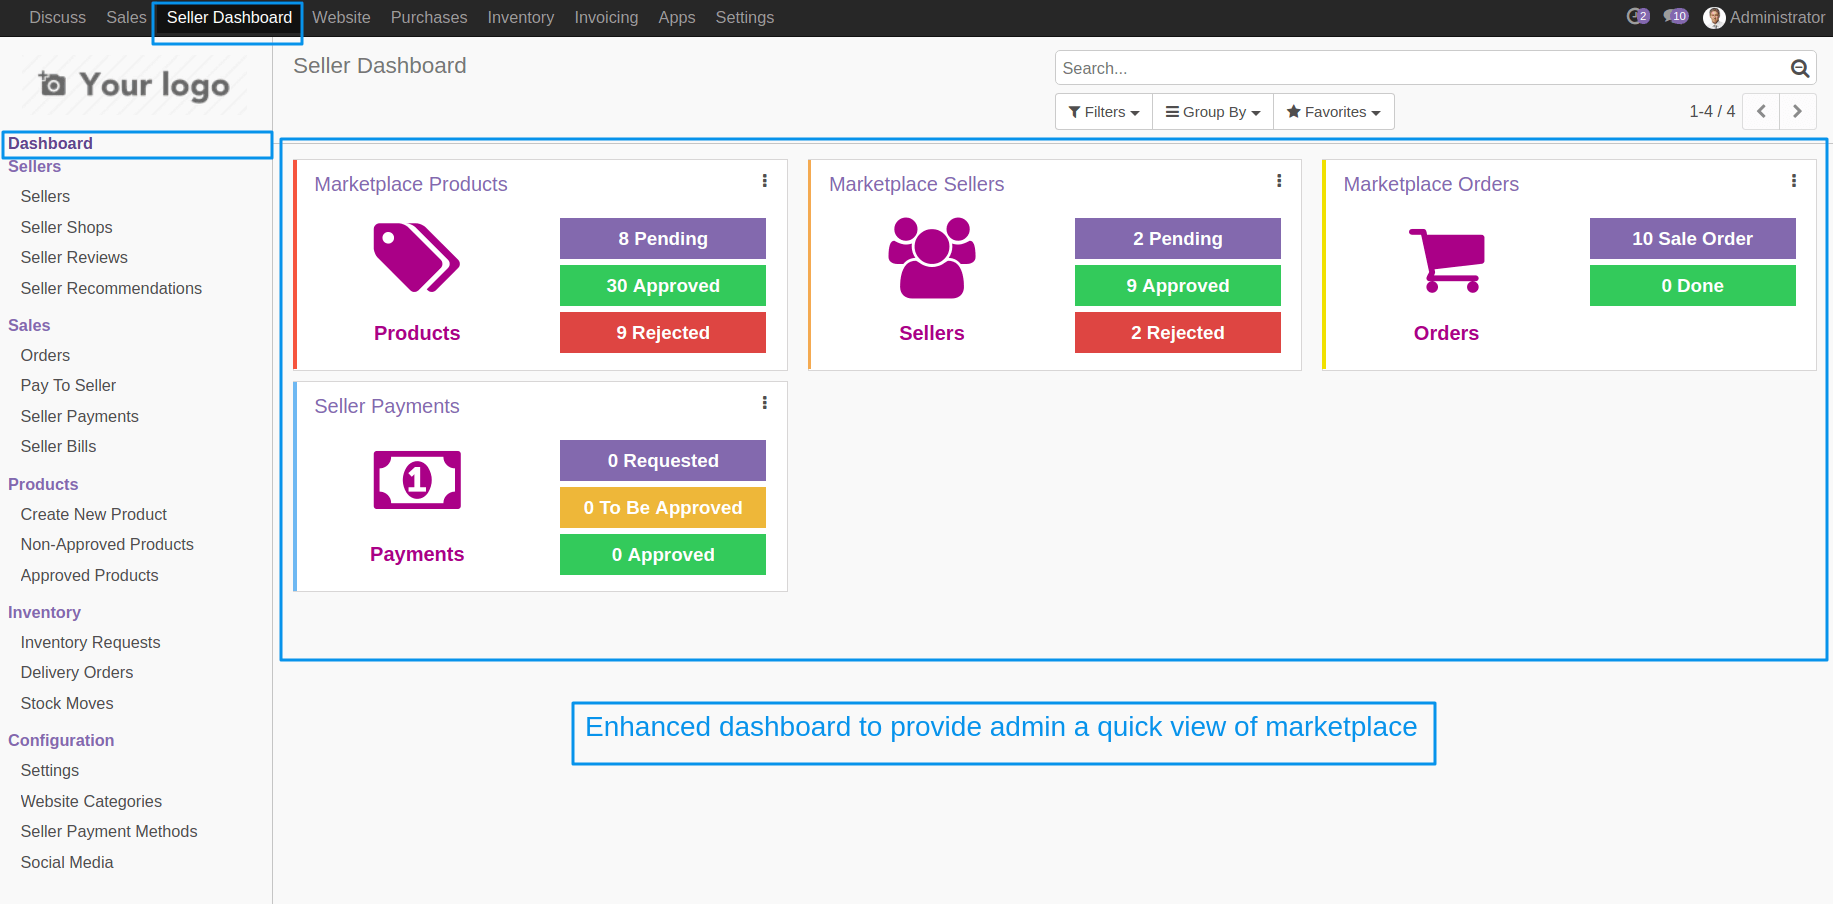 Discuss Sales Seller Dashboard Website Purchases Inventory Invoicing Apps Settings 2 10 Administrator
Your logo
Seller Dashboard
Search...
Filters Group By Favorites 1-4 / 4
Dashboard
Sellers
Sellers
Seller Shops
Seller Reviews
Seller Recommendations
Sales
Orders
Pay To Seller
Seller Payments
Seller Bills
Products
Create New Product
Non-Approved Products
Approved Products
Inventory
Inventory Requests
Delivery Orders
Stock Moves
Configuration
Settings
Website Categories
Seller Payment Methods
Social Media
Marketplace Products
Products
8 Pending
30 Approved
9 Rejected
Marketplace Sellers
Sellers
2 Pending
9 Approved
2 Rejected
Marketplace Orders
Orders
10 Sale Order
0 Done
Seller Payments
1
Payments
0 Requested
0 To Be Approved
0 Approved
Enhanced dashboard to provide admin a quick view of marketplace